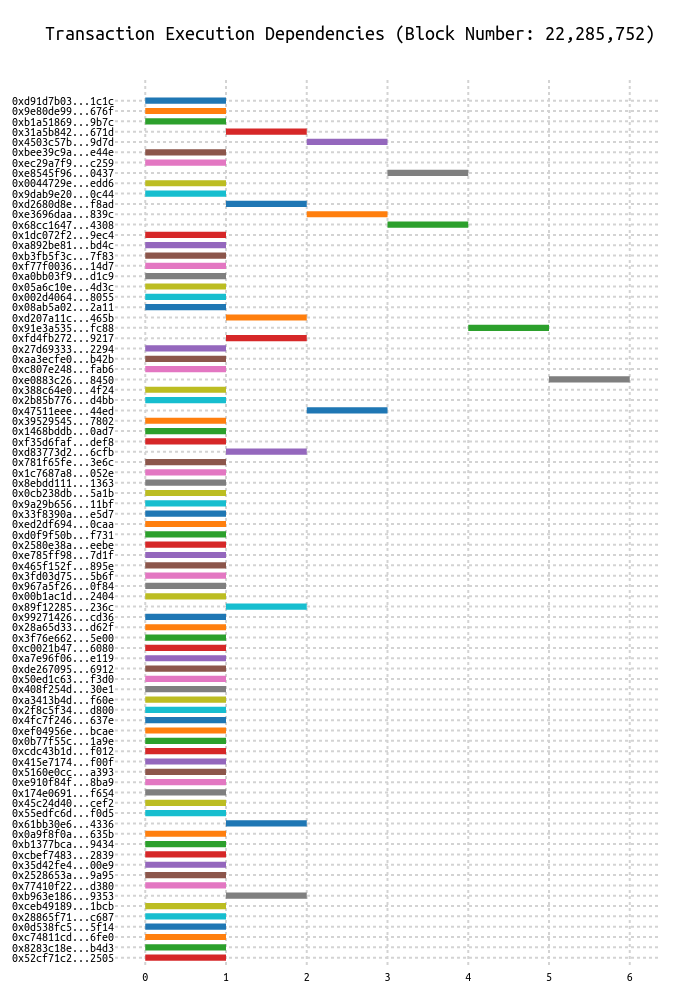 Transaction Execution Dependencies (Block Number: 22,285,752)
0xd91d7b03...1c1c
0x9e80de99...676f
0xb1a51869...9b7c
0x31a5b842...671d
0x4503c57b...9d7d
0xbee39c9a...e44e
0xec29a7f9...c259
0xe8545f96...0437
0x0044729e...edd6
0x9dab9e20...0c44
0xd2680d8e...f8ad
0xe3696daa...839c
0x68cc1647...4308
0x1dc072f2...9ec4
0xa892be81...bd4c
0xb3fb5f3c...7f83
0xf77f0036...14d7
0xa0bb03f9...d1c9
0x05a6c10e...4d3c
0x002d4064...8055
0x08ab5a02...2a11
0xd207a11c...465b
0x91e3a535...fc88
0xfd4fb272...9217
0x27d69333...2294
0xaa3ecfe0...b42b
0xc807e248...fab6
0xe0883c26...8450
0x388c64e0...4f24
0x2b85b776...d4bb
0x47511eee...44ed
0x39529545...7802
0x1468bddb...0ad7
0xf35d6faf...def8
0xd83773d2...6cfb
0x781f65fe...3e6c
0x1c7687a8...052e
0x8ebdd111...1363
0x0cb238db...5a1b
0x9a29b656...11bf
0x33f8390a...e5d7
0xed2df694...0caa
0xd0f9f50b...f731
0x2580e38a...eebe
0xe785ff98...7d1f
0x465f152f...895e
0x3fd03d75...5b6f
0x967a5f26...0f84
0x00b1ac1d...2404
0x89f12285...236c
0x99271426...cd36
0x28a65d33...d62f
0x3f76e662...5e00
0xc0021b47...6080
0xa7e96f06...e119
0xde267095...6912
0x50ed1c63...f3d0
0x408f254d...30e1
0xa3413b4d...f60e
0x2f8c5f34...d800
0x4fc7f246...637e
0xef04956e...bcae
0x0b77f55c...1a9e
0xcdc43b1d...f012
0x415e7174...f00f
0x5160e0cc...a393
0xe910f84f...8ba9
0x174e0691...f654
0x45c24d40...cef2
0x55edfc6d...f0d5
0x61bb30e6...4336
0x0a9f8f0a...635b
0xb1377bca...9434
0xcbef7483...2839
0x35d42fe4...00e9
0x2528653a...9a95
0x77410f22...d380
0xb963e186...9353
0xceb49189...1bcb
0x28865f71...c687
0x0d538fc5...5f14
0xc74811cd...6fe0
0x8283c18e...b4d3
0x52cf71c2...2505
0 1 2 3 4 5 6